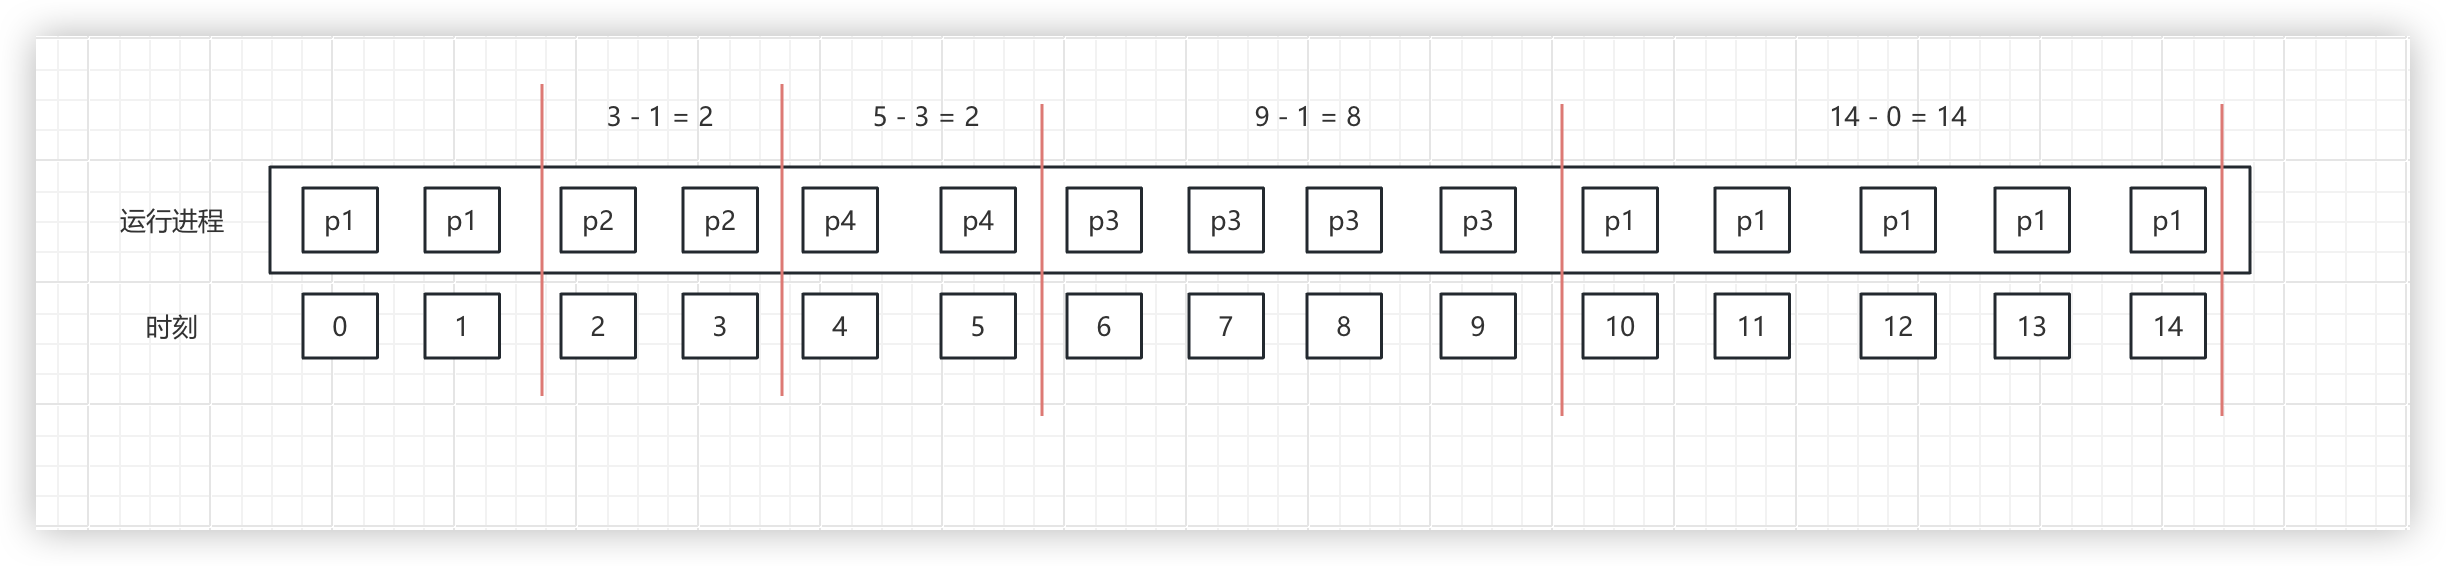 3 - 1 = 2 5 - 3 = 2 9 - 1 = 8 14 - 0 = 14
运行进程 p1 p1 p2 p2 p4 p4 p3 p3 p3 p3 p1 p1 p1 p1 p1
时刻 0 1 2 3 4 5 6 7 8 9 10 11 12 13 14